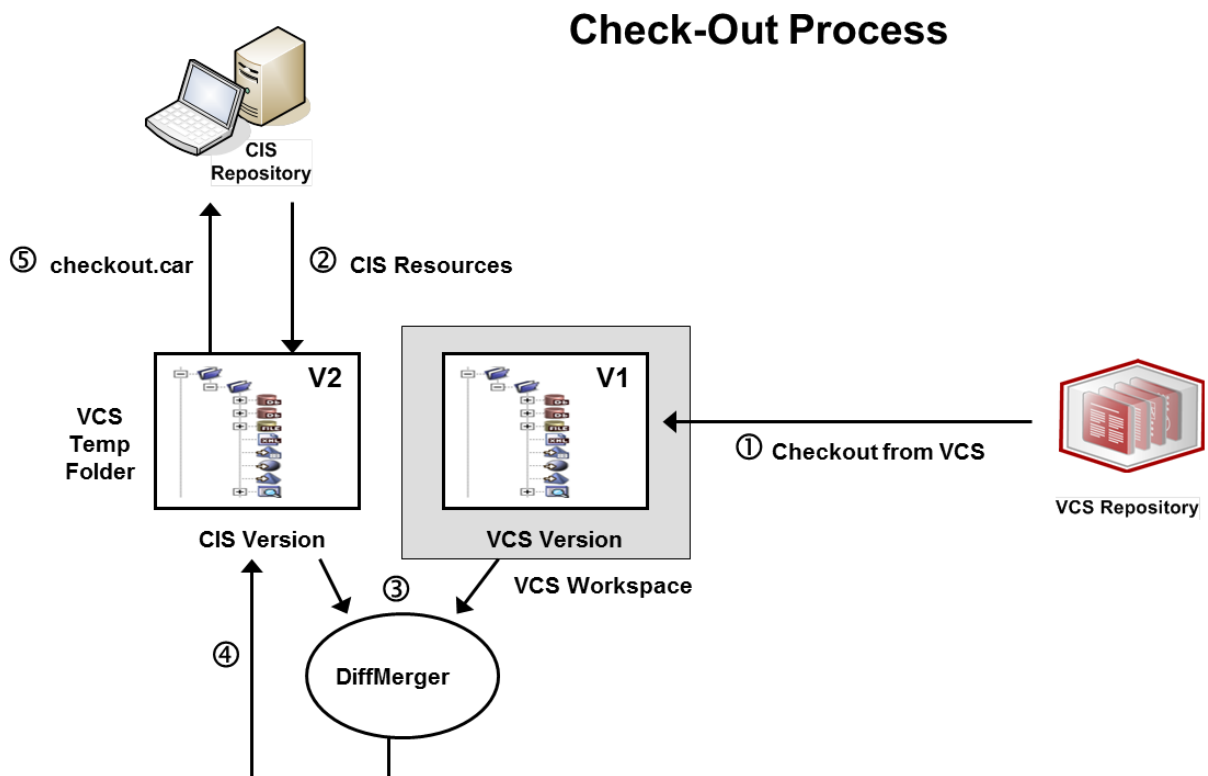 Check-Out Process
CIS
Repository
⑤ checkout.car
② CIS Resources
V2
V1
VCS
Temp
Folder
① Checkout from VCS
VCS Repository
CIS Version
VCS Version
VCS Workspace
③
④
DiffMerger